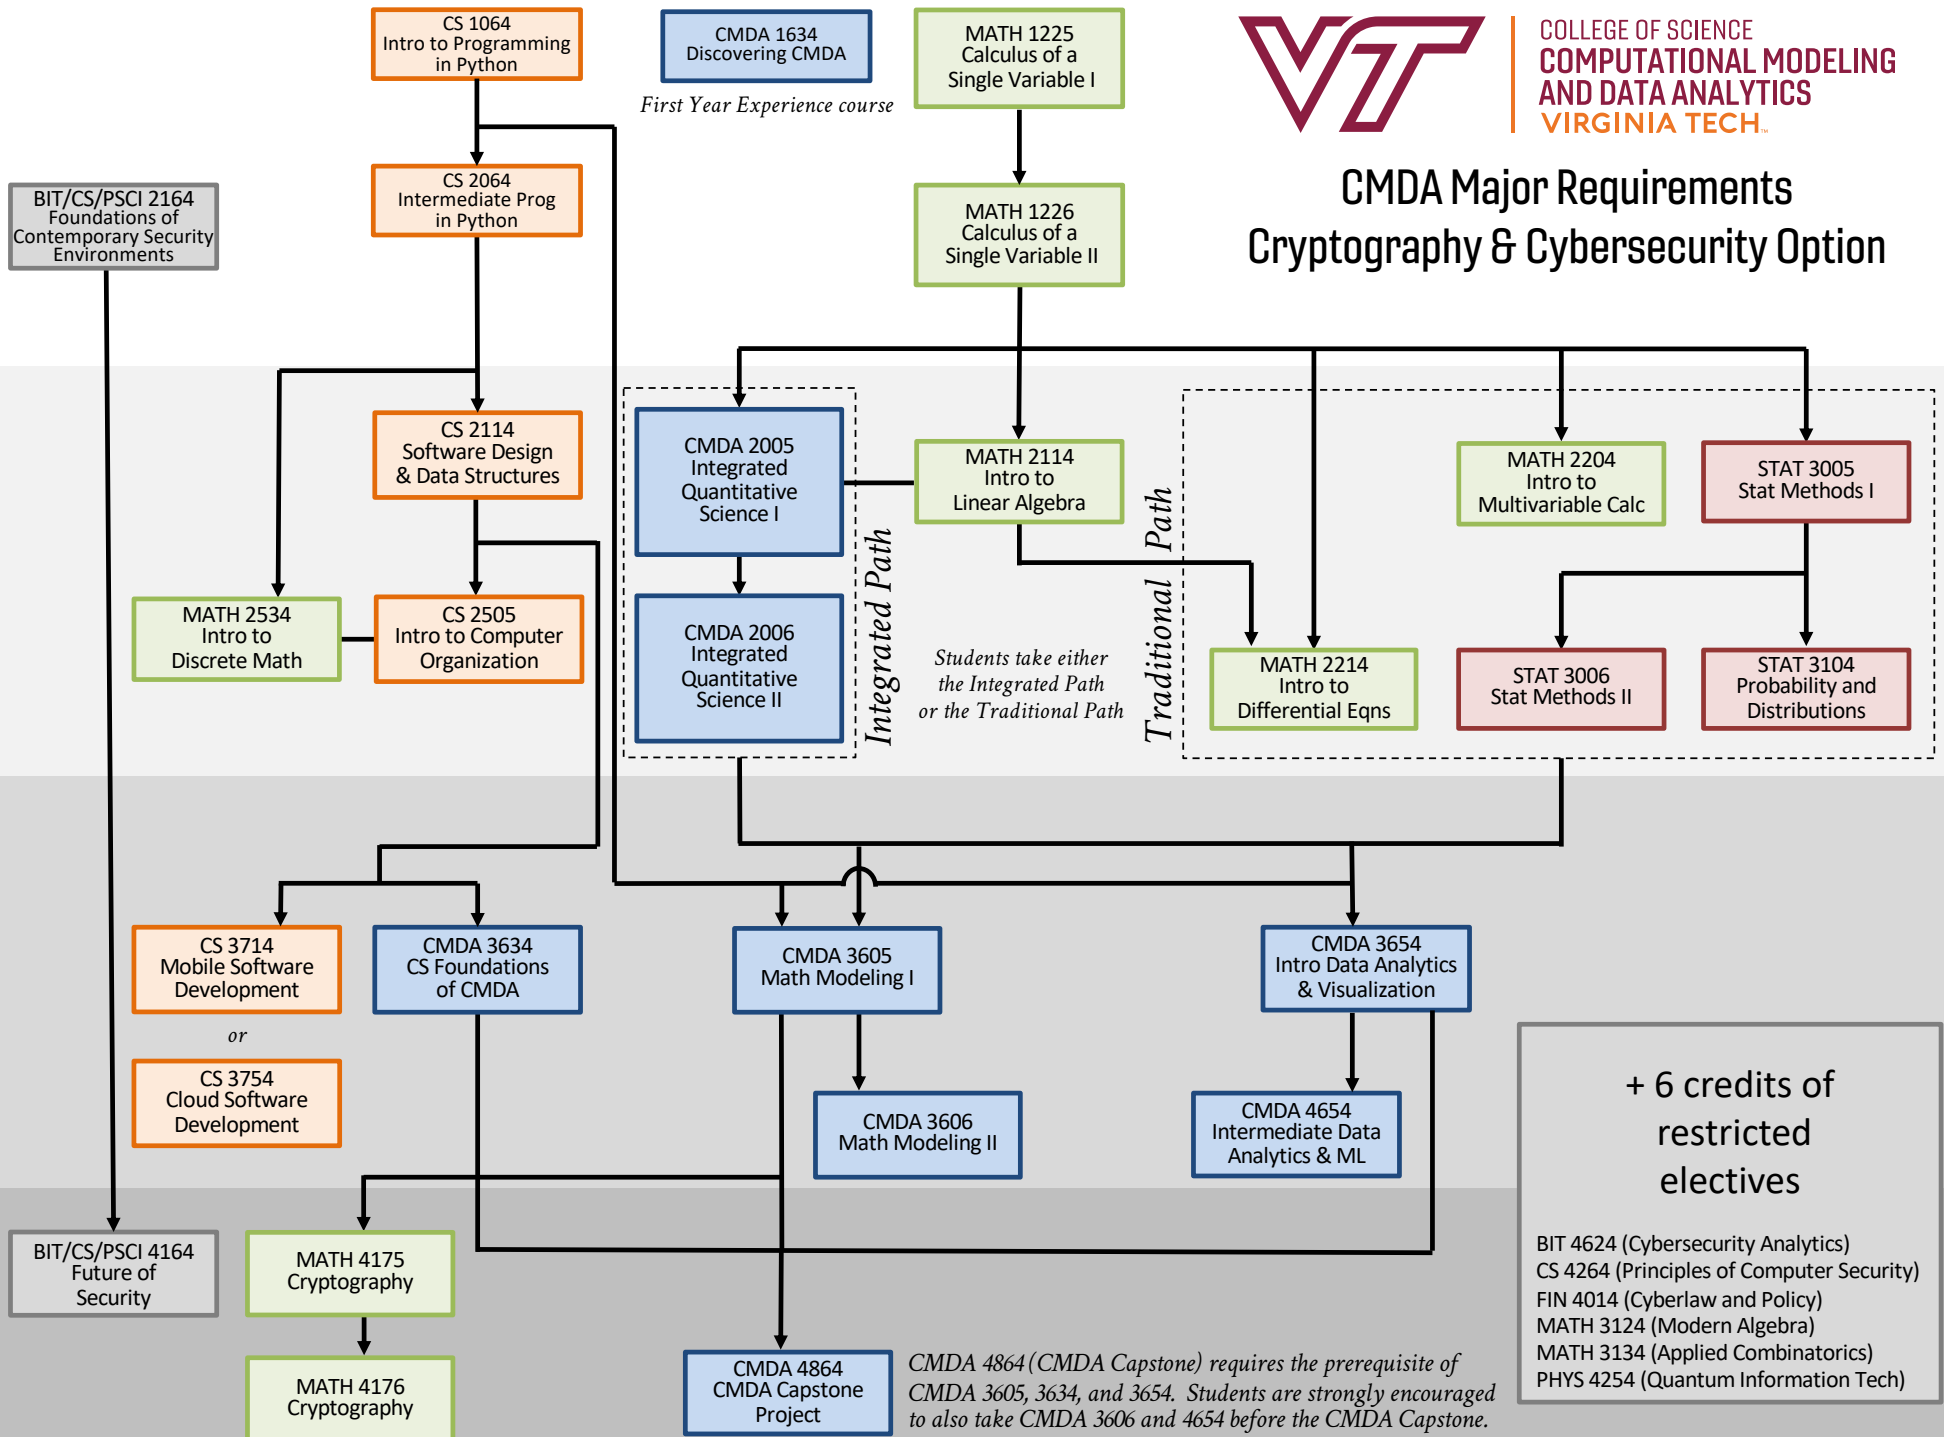 CS 1064
Intro to Programming
in Python
CMDA 1634
Discovering CMDA
First Year Experience course
MATH 1225
Calculus of a
Single Variable I
VT
COLLEGE OF SCIENCE
COMPUTATIONAL MODELING
AND DATA ANALYTICS
VIRGINIA TECH™
CMDA Major Requirements
Cryptography & Cybersecurity Option
BIT/CS/PSCI 2164
Foundations of
Contemporary Security
Environments
CS 2064
Intermediate Prog
in Python
MATH 1226
Calculus of a
Single Variable II
CS 2114
Software Design
& Data Structures
CMDA 2005
Integrated
Quantitative
Science I
MATH 2114
Intro to
Linear Algebra
MATH 2204
Intro to
Multivariable Calc
STAT 3005
Stat Methods I
Integrated Path
Traditional Path
MATH 2534
Intro to
Discrete Math
CS 2505
Intro to Computer
Organization
CMDA 2006
Integrated
Quantitative
Science II
Students take either
the Integrated Path
or the Traditional Path
MATH 2214
Intro to
Differential Eqns
STAT 3006
Stat Methods II
STAT 3104
Probability and
Distributions
CS 3714
Mobile Software
Development
or
CS 3754
Cloud Software
Development
CMDA 3634
CS Foundations
of CMDA
CMDA 3605
Math Modeling I
CMDA 3654
Intro Data Analytics
& Visualization
CMDA 3606
Math Modeling II
CMDA 4654
Intermediate Data
Analytics & ML
+ 6 credits of
restricted
electives
BIT 4624 (Cybersecurity Analytics)
CS 4264 (Principles of Computer Security)
FIN 4014 (Cyberlaw and Policy)
MATH 3124 (Modern Algebra)
MATH 3134 (Applied Combinatorics)
PHYS 4254 (Quantum Information Tech)
BIT/CS/PSCI 4164
Future of
Security
MATH 4175
Cryptography
MATH 4176
Cryptography
CMDA 4864
CMDA Capstone
Project
CMDA 4864 (CMDA Capstone) requires the prerequisite of
CMDA 3605, 3634, and 3654. Students are strongly encouraged
to also take CMDA 3606 and 4654 before the CMDA Capstone.